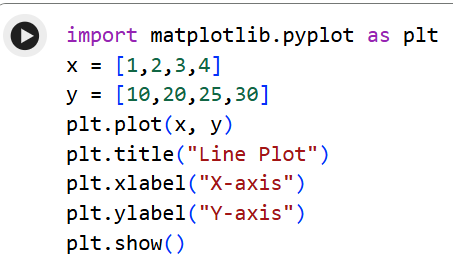 import matplotlib.pyplot as plt
x = [1,2,3,4]
y = [10,20,25,30]
plt.plot(x, y)
plt.title("Line Plot")
plt.xlabel("X-axis")
plt.ylabel("Y-axis")
plt.show()